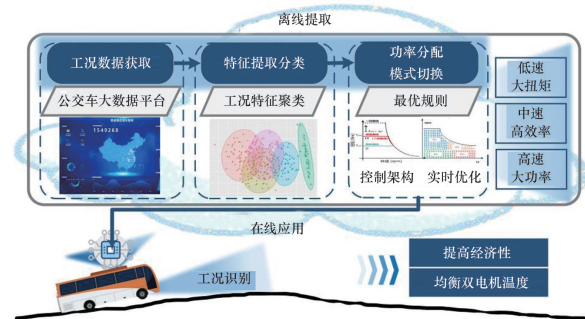 离线提取
工况数据获取
特征提取分类
功率分配
模式切换
公交车大数据平台
工况特征聚类
最优规则
1549268
控制架构
实时优化
低速
大扭矩
中速
高效率
高速
大功率
在线应用
工况识别
提高经济性
均衡双电机温度